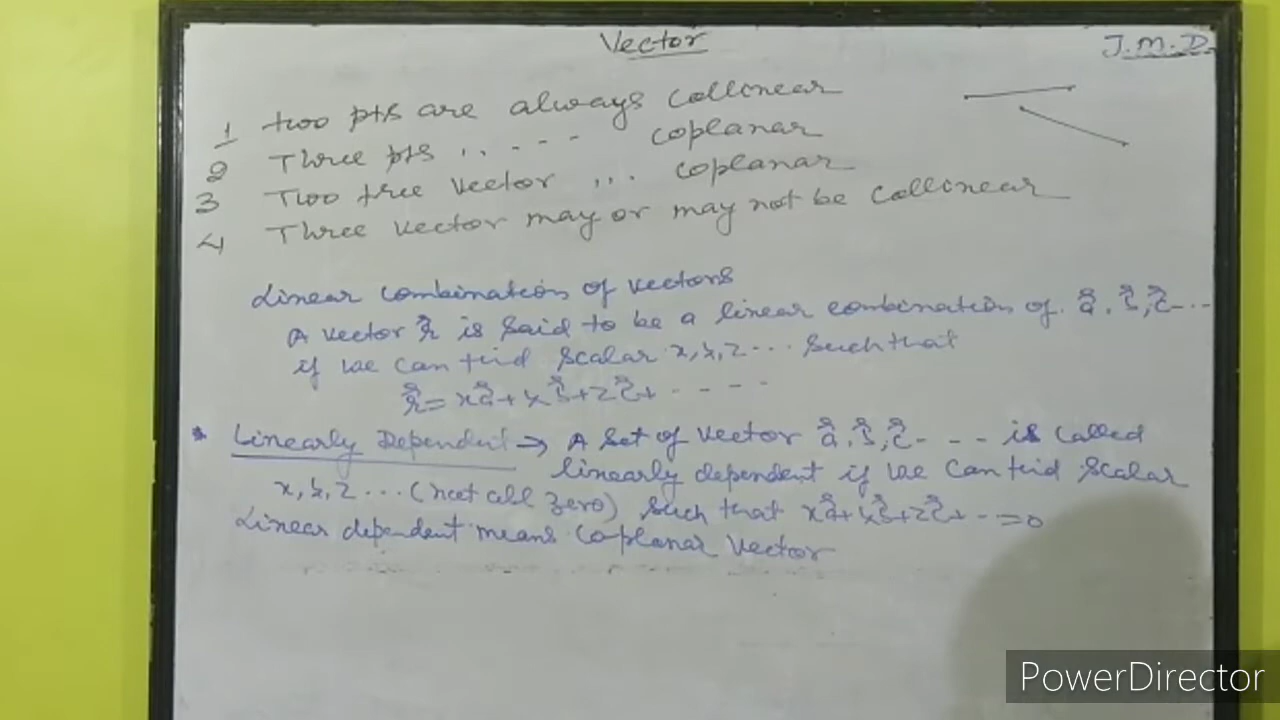 Vector
J.M.D.
1 two pts are always collinear
2 Three pts ,. - - - coplanar
3 Two free vector ,.. coplanar
4 Three vector may or may not be collinear
Linear combination of vectors
A vector r⃗ is said to be a linear combination of a⃗, b⃗, c⃗ ---
if we can find scalar x, y, z ... such that
r⃗ = xa⃗ + yb⃗ + zc⃗ + - - - -
* Linearly Dependent → A set of vector a⃗, b⃗, c⃗ - - - is called
linearly dependent if we can find scalar
x, y, z ... (not all zero) such that xa⃗ + yb⃗ + zc⃗ + - = 0
Linear dependent means co-planar vector
PowerDirector